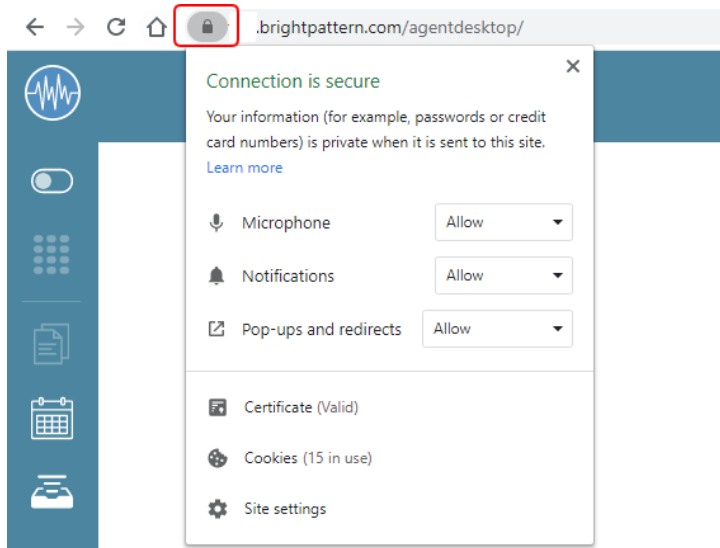 .brightpattern.com/agentdesktop/
Connection is secure
Your information (for example, passwords or credit
card numbers) is private when it is sent to this site.
Learn more
Microphone Allow
Notifications Allow
Pop-ups and redirects Allow
Certificate (Valid)
Cookies (15 in use)
Site settings